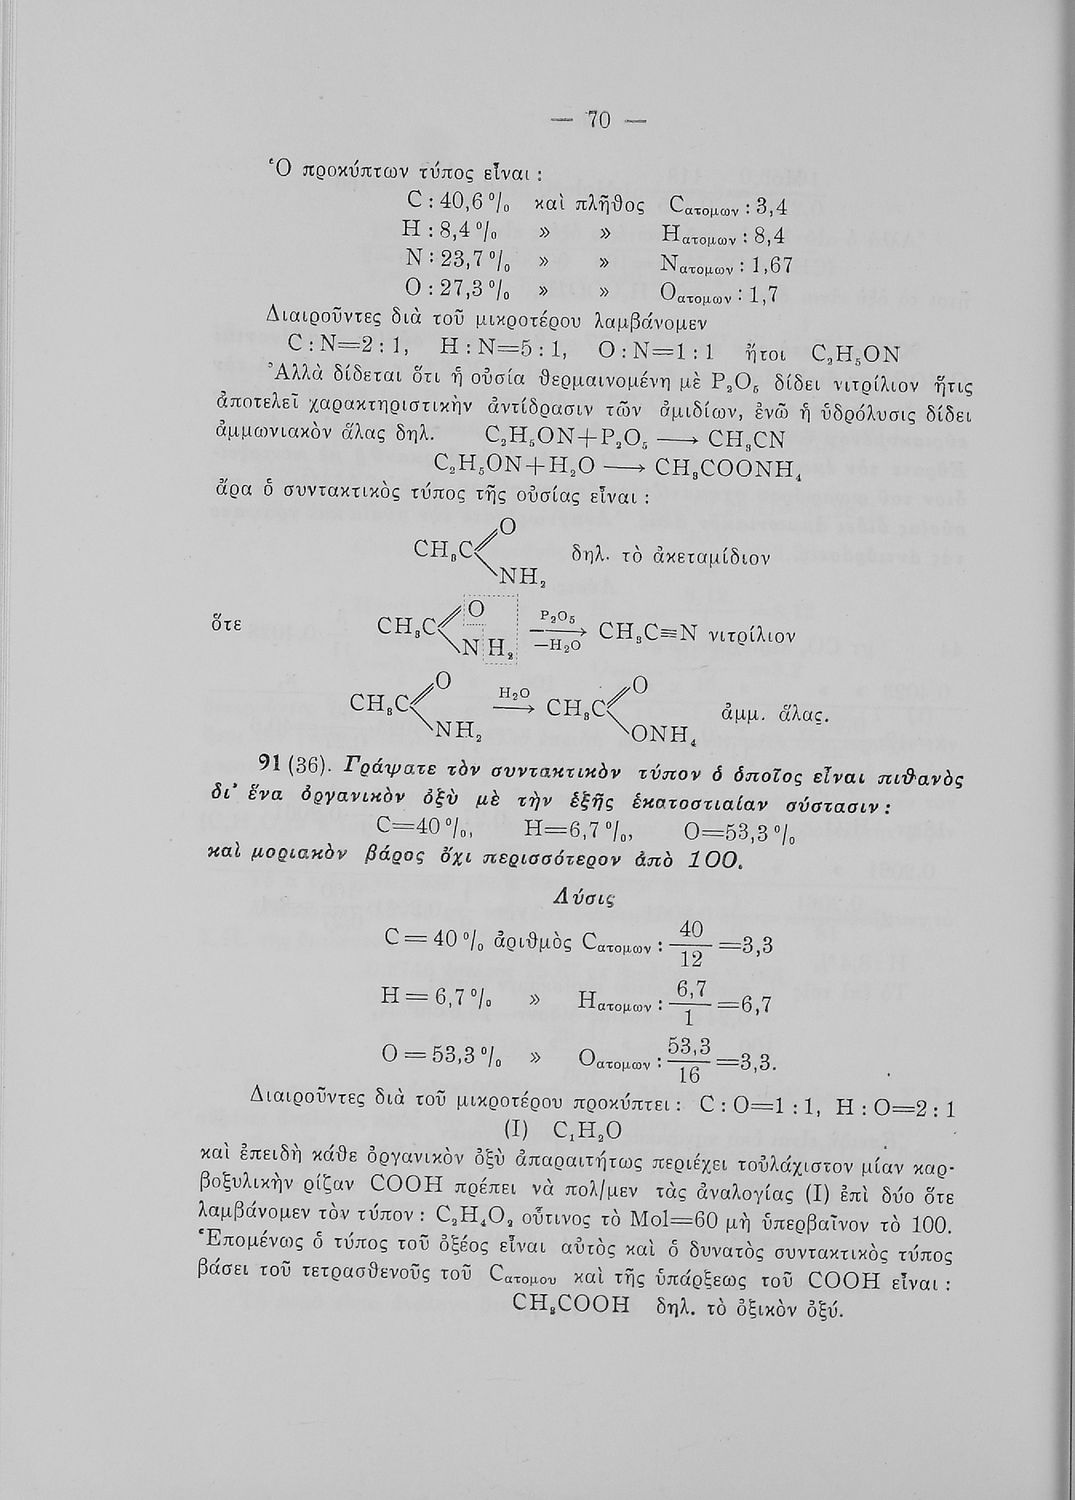 — 70 —
Ὁ προκύπτων τύπος εἶναι :
C : 40,6 % καὶ πλῆθος Cατομων : 3,4
H : 8,4 % » » Hατομων : 8,4
N : 23,7 % » » Nατομων : 1,67
O : 27,3 % » » Oατομων : 1,7
Διαιροῦντες διὰ τοῦ μικροτέρου λαμβάνομεν
C : N=2 : 1, H : N=5 : 1, O : N=1 : 1 ἤτοι C₂H₅ON
Ἀλλὰ δίδεται ὅτι ἡ οὐσία θερμαινομένη μὲ P₂O₅ δίδει νιτρίλιον ἥτις
ἀποτελεῖ χαρακτηριστικὴν ἀντίδρασιν τῶν ἀμιδίων, ἐνῶ ἡ ὑδρόλυσις δίδει
ἀμμωνιακὸν ἅλας δηλ. C₂H₅ON+P₂O₅ ⟶ CH₃CN
C₂H₅ON+H₂O ⟶ CH₃COONH₄
ἄρα ὁ συντακτικὸς τύπος τῆς οὐσίας εἶναι :
O
CH₃C δηλ. τὸ ἀκεταμίδιον
NH₂
O P₂O₅
ὅτε CH₃C ⟶ CH₃C≡N νιτρίλιον
NH₂ —H₂O
O H₂O O
CH₃C ⟶ CH₃C ἀμμ. ἅλας.
NH₂ ONH₄
91 (36). Γράψατε τὸν συντακτικὸν τύπον ὁ ὁποῖος εἶναι πιθανὸς
δι' ἕνα ὀργανικὸν ὀξὺ μὲ τὴν ἑξῆς ἑκατοστιαίαν σύστασιν :
C=40 %, H=6,7 %, O=53,3 %
καὶ μοριακὸν βάρος ὄχι περισσότερον ἀπὸ 100.
Λύσις
C = 40 % ἀριθμὸς Cατομων : 40/12 =3,3
H = 6,7 % » Hατομων : 6,7/1 =6,7
O = 53,3 % » Oατομων : 53,3/16 =3,3.
Διαιροῦντες διὰ τοῦ μικροτέρου προκύπτει : C : O=1 : 1, H : O=2 : 1
(I) C₁H₂O
καὶ ἐπειδὴ κάθε ὀργανικὸν ὀξὺ ἀπαραιτήτως περιέχει τοὐλάχιστον μίαν καρ-
βοξυλικὴν ρίζαν COOH πρέπει νὰ πολ/μεν τὰς ἀναλογίας (I) ἐπὶ δύο ὅτε
λαμβάνομεν τὸν τύπον : C₂H₄O₂ οὗτινος τὸ Mol=60 μὴ ὑπερβαῖνον τὸ 100.
Ἑπομένως ὁ τύπος τοῦ ὀξέος εἶναι αὐτὸς καὶ ὁ δυνατὸς συντακτικὸς τύπος
βάσει τοῦ τετρασθενοῦς τοῦ Cατομου καὶ τῆς ὑπάρξεως τοῦ COOH εἶναι :
CH₃COOH δηλ. τὸ ὀξικὸν ὀξύ.